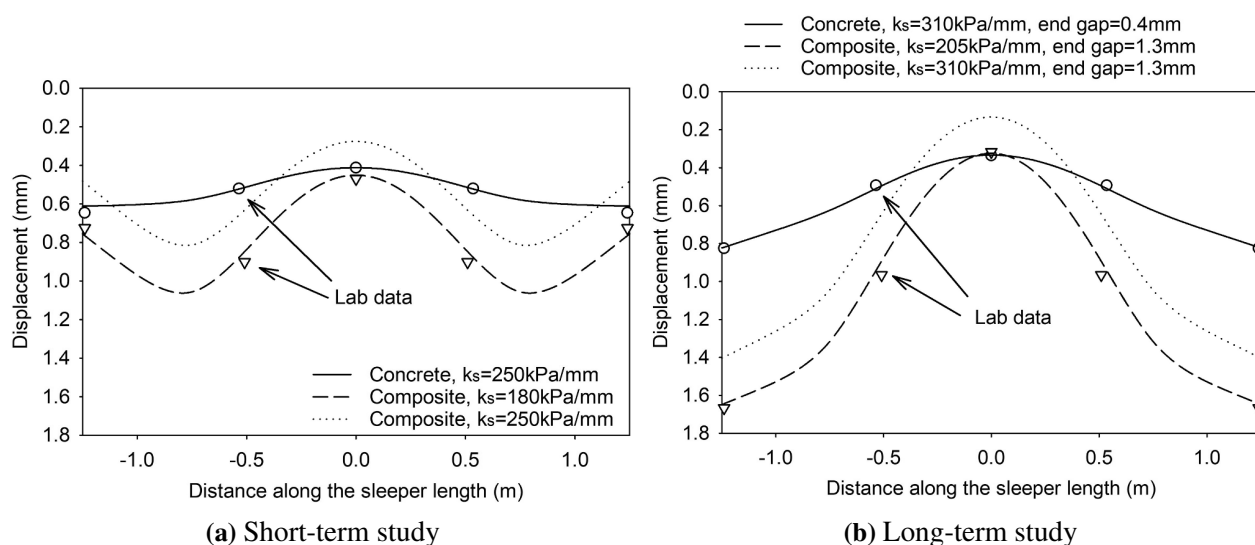 Concrete, ks=310kPa/mm, end gap=0.4mm
Composite, ks=205kPa/mm, end gap=1.3mm
Composite, ks=310kPa/mm, end gap=1.3mm
0.0
0.2
0.4
0.6
0.8
1.0
1.2
1.4
1.6
1.8
Displacement (mm)
Lab data
Concrete, ks=250kPa/mm
Composite, ks=180kPa/mm
Composite, ks=250kPa/mm
-1.0 -0.5 0.0 0.5 1.0
Distance along the sleeper length (m)
(a) Short-term study
0.0
0.2
0.4
0.6
0.8
1.0
1.2
1.4
1.6
1.8
Displacement (mm)
Lab data
-1.0 -0.5 0.0 0.5 1.0
Distance along the sleeper length (m)
(b) Long-term study